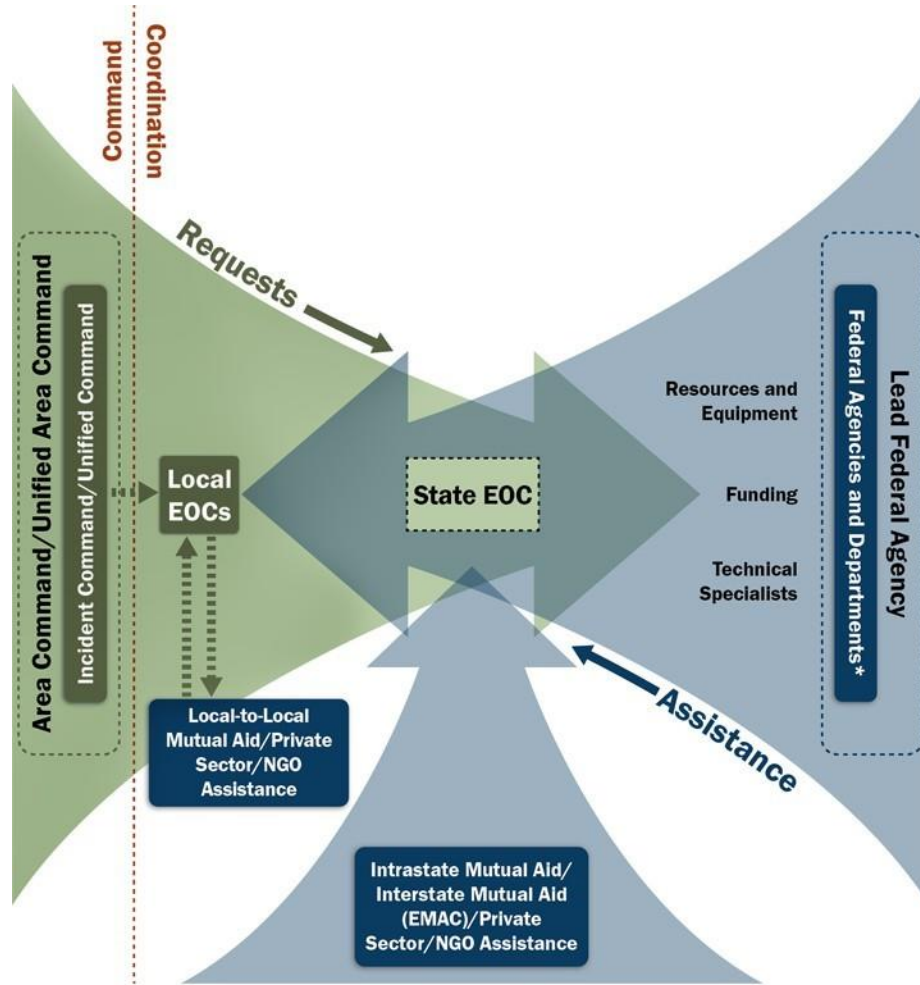 Command
Coordination
Requests
Area Command/Unified Area Command
Incident Command/Unified Command
Local
EOCs
State EOC
Resources and
Equipment
Funding
Technical
Specialists
Federal Agencies and Departments*
Lead Federal Agency
Local-to-Local
Mutual Aid/Private
Sector/NGO
Assistance
Assistance
Intrastate Mutual Aid/
Interstate Mutual Aid
(EMAC)/Private
Sector/NGO Assistance